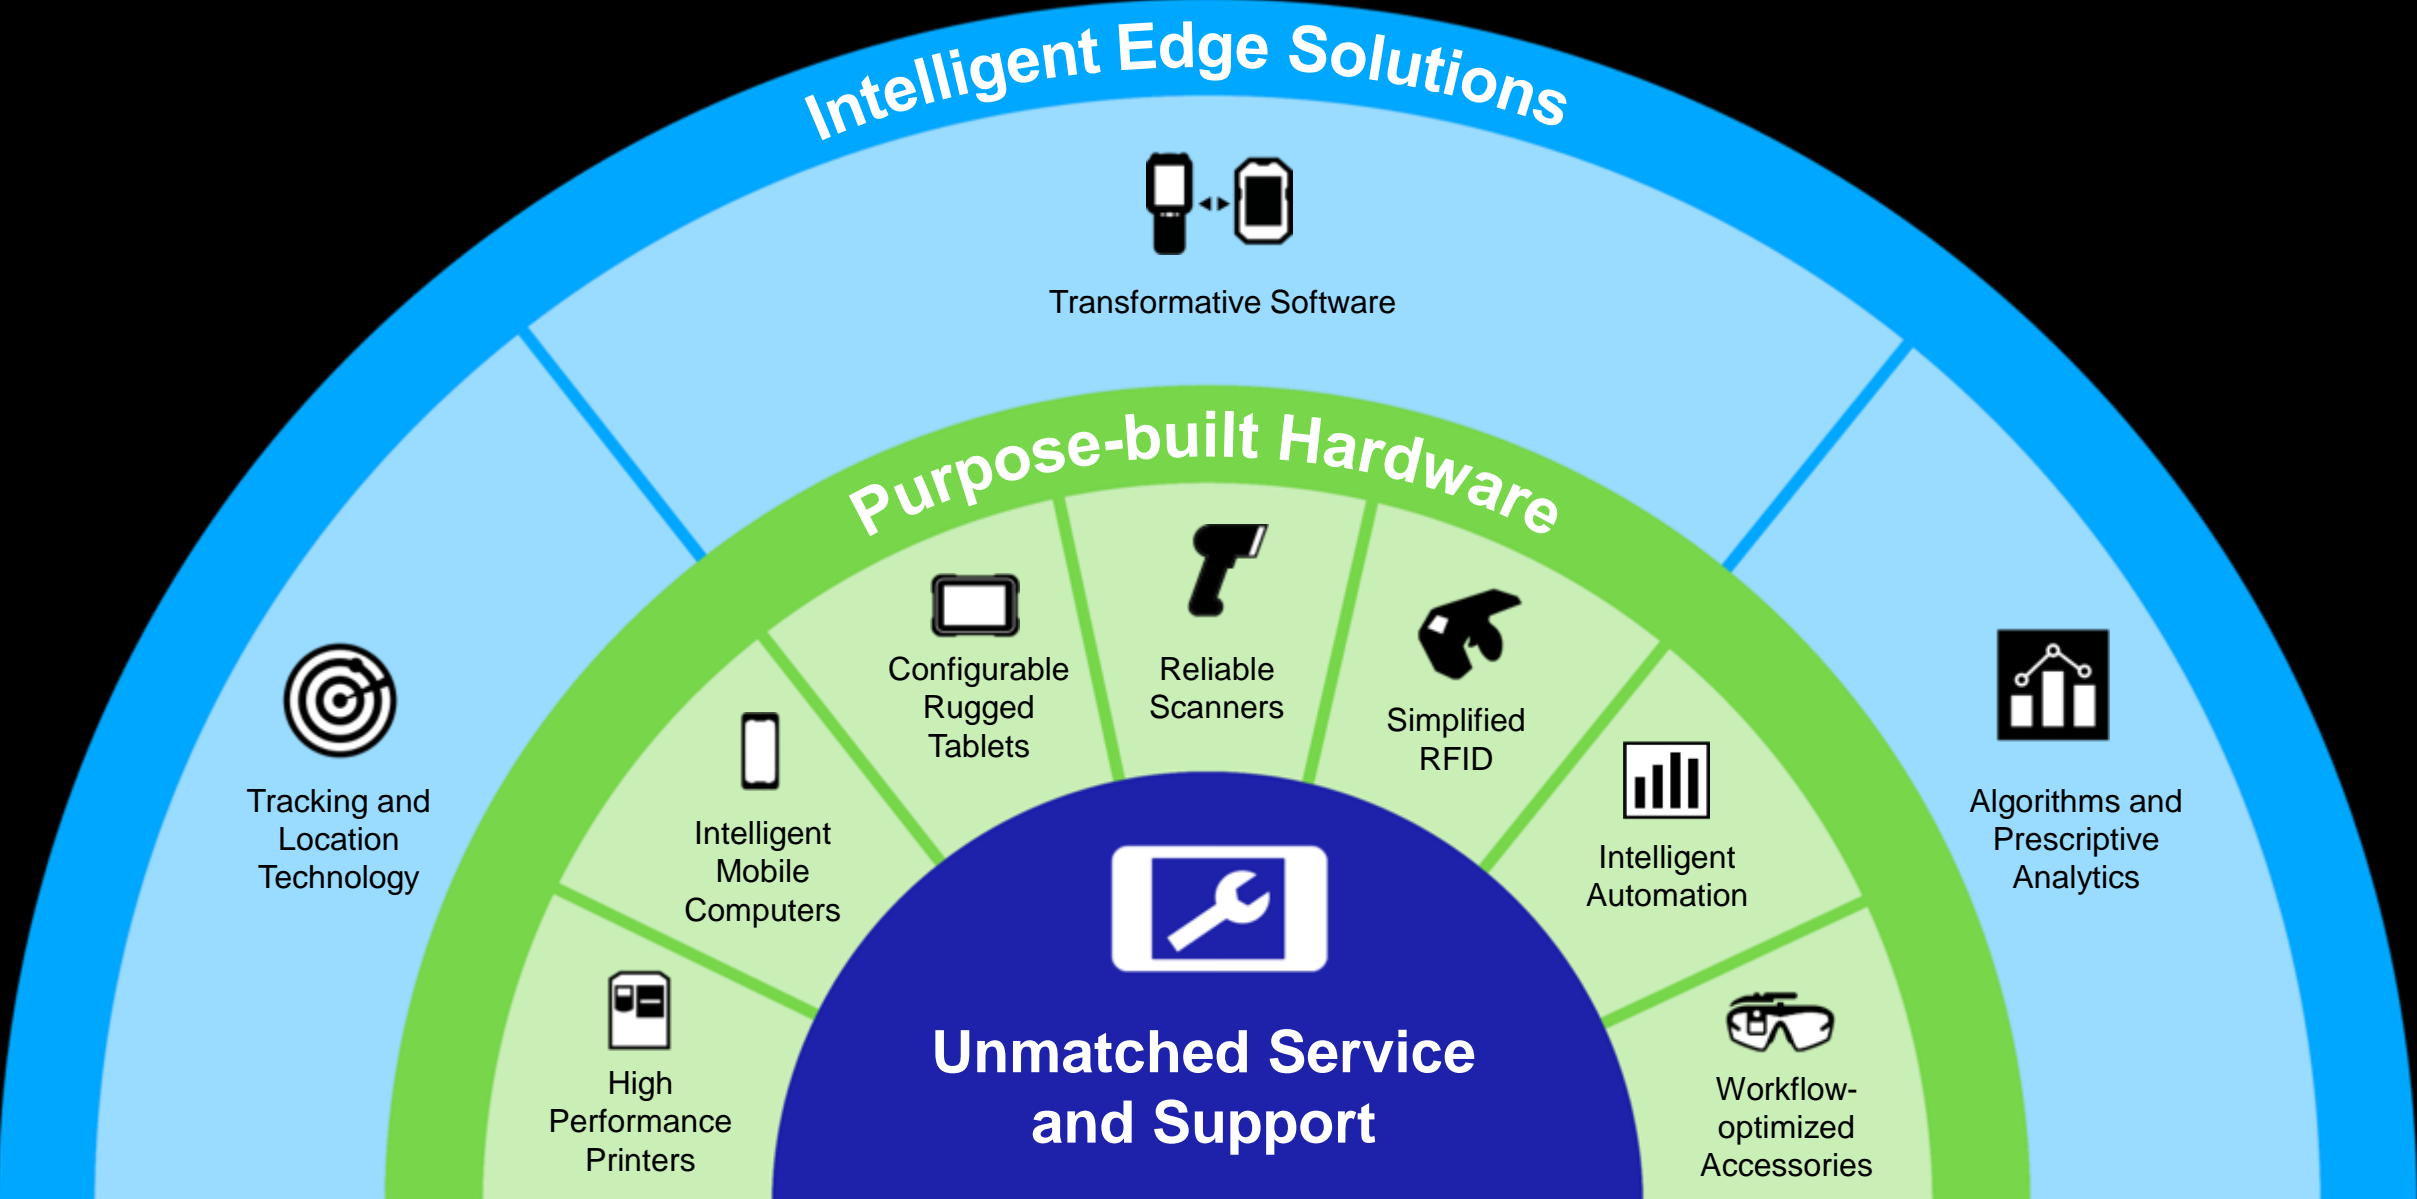 Intelligent Edge Solutions
Transformative Software
Tracking and
Location
Technology
Algorithms and
Prescriptive
Analytics
Purpose-built Hardware
High
Performance
Printers
Intelligent
Mobile
Computers
Configurable
Rugged
Tablets
Reliable
Scanners
Simplified
RFID
Intelligent
Automation
Workflow-
optimized
Accessories
Unmatched Service
and Support